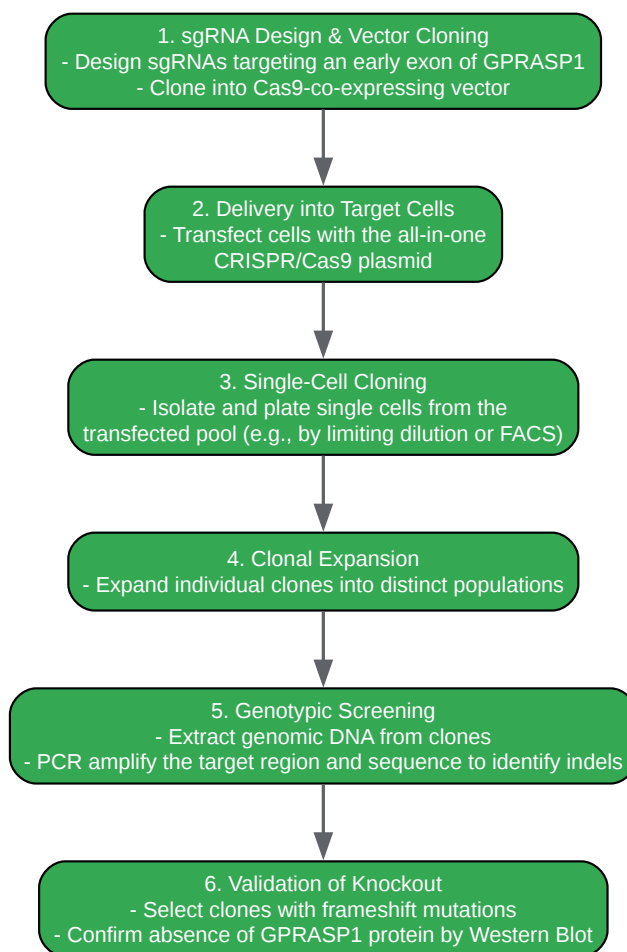 1. sgRNA Design & Vector Cloning
- Design sgRNAs targeting an early exon of GPRASP1
- Clone into Cas9-co-expressing vector
2. Delivery into Target Cells
- Transfect cells with the all-in-one
CRISPR/Cas9 plasmid
3. Single-Cell Cloning
- Isolate and plate single cells from the
transfected pool (e.g., by limiting dilution or FACS)
4. Clonal Expansion
- Expand individual clones into distinct populations
5. Genotypic Screening
- Extract genomic DNA from clones
- PCR amplify the target region and sequence to identify indels
6. Validation of Knockout
- Select clones with frameshift mutations
- Confirm absence of GPRASP1 protein by Western Blot